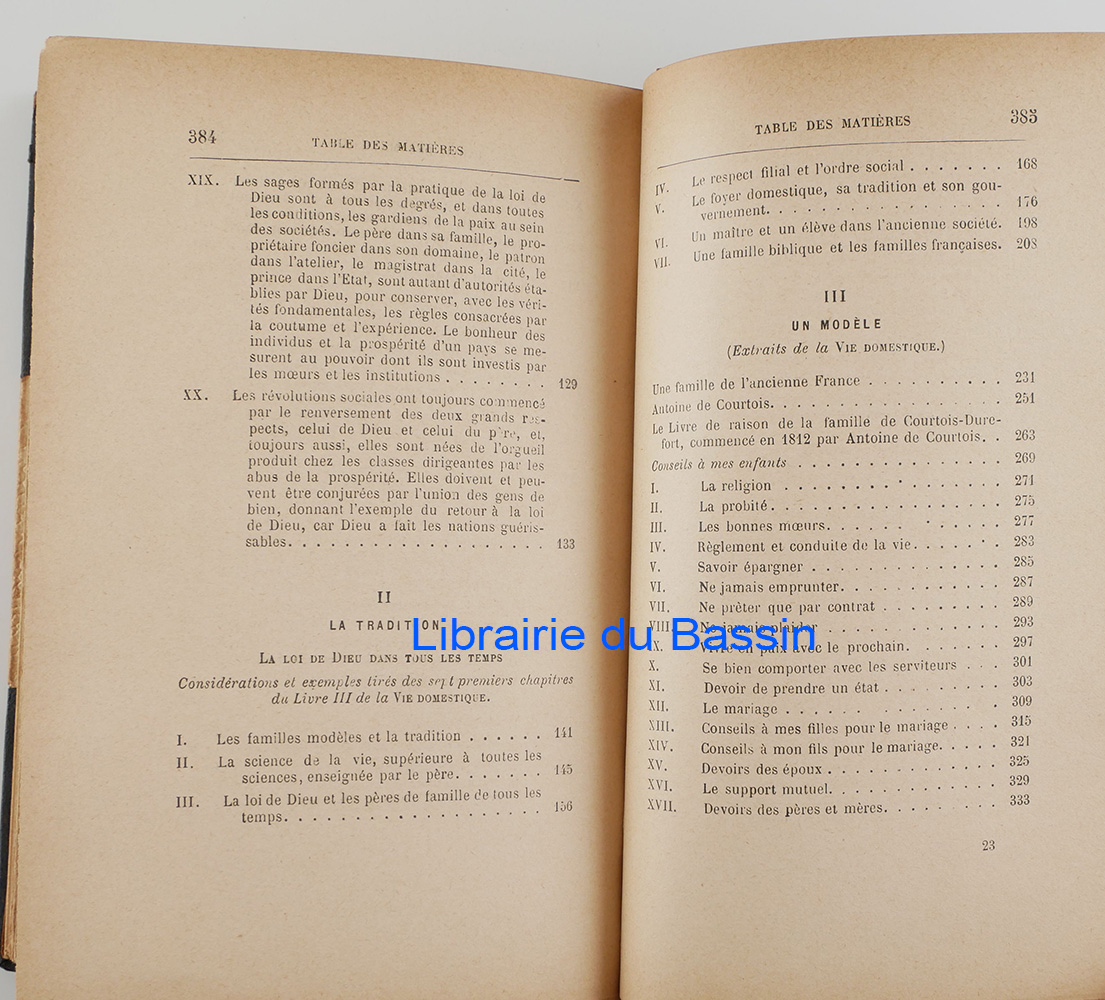 384
TABLE DES MATIÈRES
XIX. Les sages formés par la pratique de la loi de
Dieu sont à tous les degrés, et dans toutes
les conditions, les gardiens de la paix au sein
des sociétés. Le père dans sa famille, le pro-
priétaire foncier dans son domaine, le patron
dans l'atelier, le magistrat dans la cité, le
prince dans l'Etat, sont autant d'autorités éta-
blies par Dieu, pour conserver, avec les véri-
tés fondamentales, les règles consacrées par
la coutume et l'expérience. Le bonheur des
individus et la prospérité d'un pays se me-
surent au pouvoir dont ils sont investis par
les mœurs et les institutions . . . . . . . . 129
XX. Les révolutions sociales ont toujours commencé
par le renversement des deux grands res-
pects, celui de Dieu et celui du père, et,
toujours aussi, elles sont nées de l'orgueil
produit chez les classes dirigeantes par les
abus de la prospérité. Elles doivent et peu-
vent être conjurées par l'union des gens de
bien, donnant l'exemple du retour à la loi
de Dieu, car Dieu a fait les nations guéris-
sables. . . . . . . . . . . . . . . . . . . 133
II
LA TRADITION
LA LOI DE DIEU DANS TOUS LES TEMPS
Considérations et exemples tirés des sept premiers chapitres
du Livre III de la VIE DOMESTIQUE.
I. Les familles modèles et la tradition . . . . . . 141
II. La science de la vie, supérieure à toutes les
sciences, enseignée par le père. . . . . . . 145
III. La loi de Dieu et les pères de famille de tous les
temps. . . . . . . . . . . . . . . . . . . 156
TABLE DES MATIÈRES
385
IV. Le respect filial et l'ordre social . . . . . . . 168
V. Le foyer domestique, sa tradition et son gou-
vernement. . . . . . . . . . . . . . . 176
VI. Un maître et un élève dans l'ancienne société. 198
VII. Une famille biblique et les familles françaises. 208
III
UN MODÈLE
(Extraits de la VIE DOMESTIQUE.)
Une famille de l'ancienne France . . . . . . . . . . 231
Antoine de Courtois. . . . . . . . . . . . . . . . . 251
Le Livre de raison de la famille de Courtois-Dure-
fort, commencé en 1812 par Antoine de Courtois. . 263
Conseils à mes enfants . . . . . . . . . . . . . . . 269
I. La religion . . . . . . . . . . . . . . . . 271
II. La probité. . . . . . . . . . . . . . . . . 275
III. Les bonnes mœurs. . . . . . . . . . . . . 277
IV. Règlement et conduite de la vie. . . . . . . 283
V. Savoir épargner . . . . . . . . . . . . . . 285
VI. Ne jamais emprunter. . . . . . . . . . . . 287
VII. Ne prêter que par contrat . . . . . . . . . 289
VIII. Ne jamais plaider . . . . . . . . . . . . . 293
IX. Vivre en paix avec le prochain. . . . . . . 297
X. Se bien comporter avec les serviteurs . . . 301
XI. Devoir de prendre un état . . . . . . . . . 303
XII. Le mariage . . . . . . . . . . . . . . . . 309
XIII. Conseils à mes filles pour le mariage . . . . 315
XIV. Conseils à mon fils pour le mariage. . . . . 321
XV. Devoirs des époux. . . . . . . . . . . . . 325
XVI. Le support mutuel. . . . . . . . . . . . . 329
XVII. Devoirs des pères et mères. . . . . . . . . 333
23
Librairie du Bassin